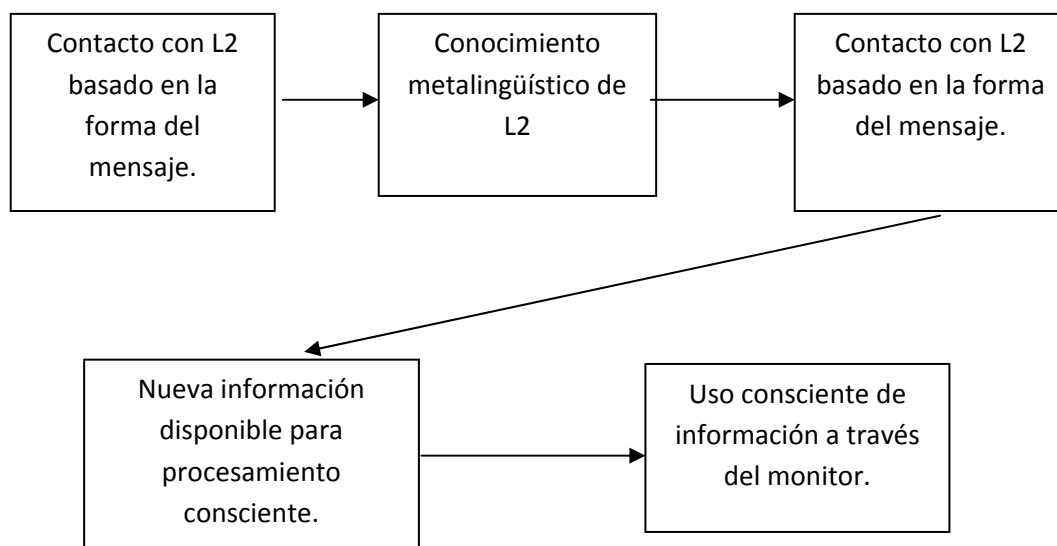 Contacto con L2
basado en la
forma del
mensaje.
Conocimiento
metalingüístico de
L2
Contacto con L2
basado en la forma
del mensaje.
Nueva información
disponible para
procesamiento
consciente.
Uso consciente de
información a través
del monitor.